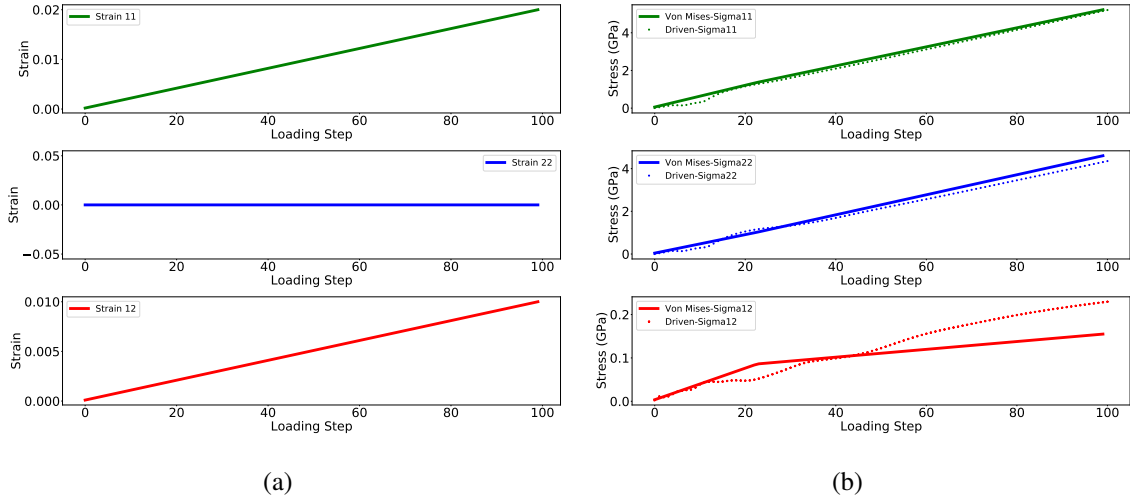 Strain
0.02
0.01
0.00
Strain 11
0
20
40
60
80
100
Loading Step
Strain
0.05
0.00
−0.05
Strain 22
0
20
40
60
80
100
Loading Step
Strain
0.010
0.005
0.000
Strain 12
0
20
40
60
80
100
Loading Step
(a)
Stress (GPa)
4
2
0
Von Mises-Sigma11
Driven-Sigma11
0
20
40
60
80
100
Loading Step
Stress (GPa)
4
2
0
Von Mises-Sigma22
Driven-Sigma22
0
20
40
60
80
100
Loading Step
Stress (GPa)
0.2
0.1
0.0
Von Mises-Sigma12
Driven-Sigma12
0
20
40
60
80
100
Loading Step
(b)